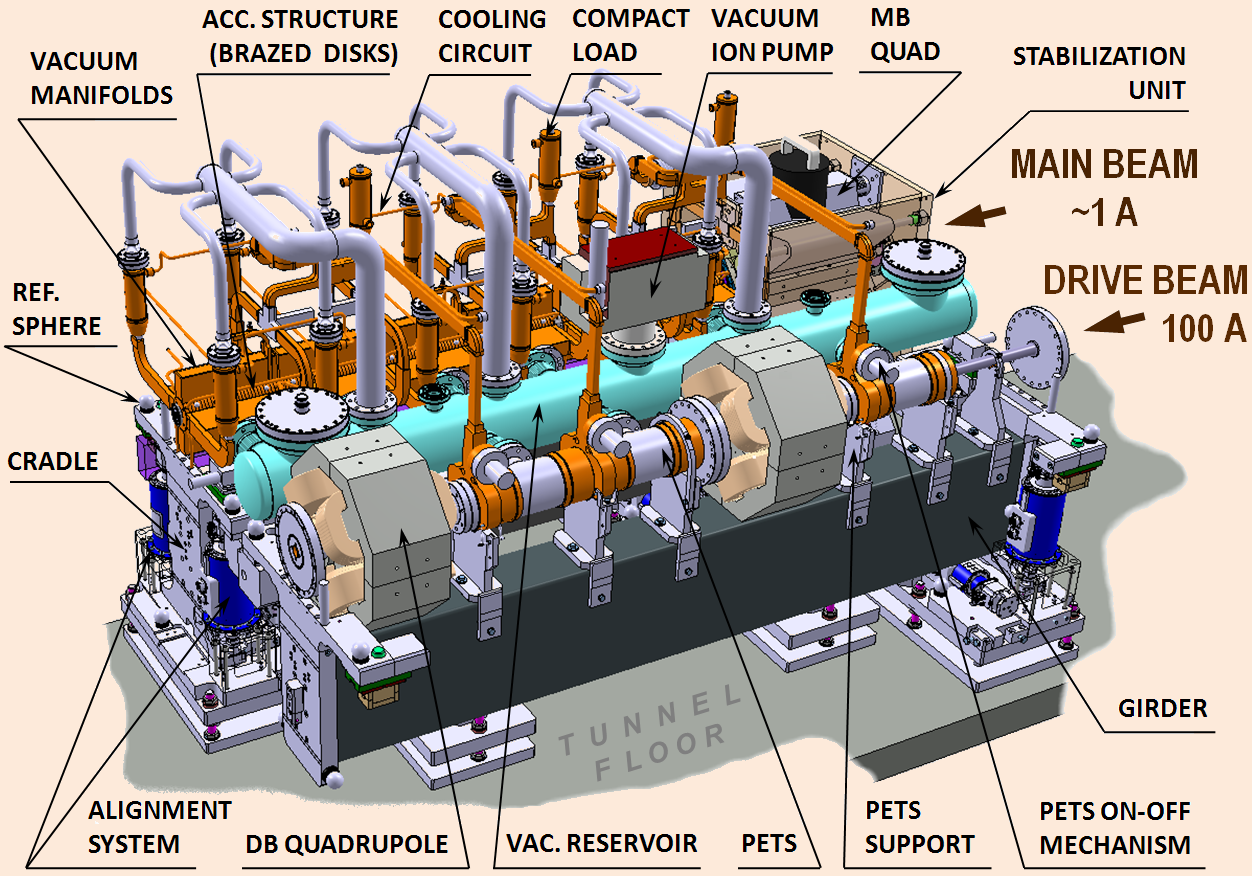 ACC. STRUCTURE
(BRAZED DISKS)
COOLING
CIRCUIT
COMPACT
LOAD
VACUUM
ION PUMP
MB
QUAD
VACUUM
MANIFOLDS
STABILIZATION
UNIT
MAIN BEAM
~1 A
DRIVE BEAM
100 A
REF.
SPHERE
CRADLE
TUNNEL
FLOOR
GIRDER
ALIGNMENT
SYSTEM
DB QUADRUPOLE
VAC. RESERVOIR
PETS
PETS
SUPPORT
PETS ON-OFF
MECHANISM